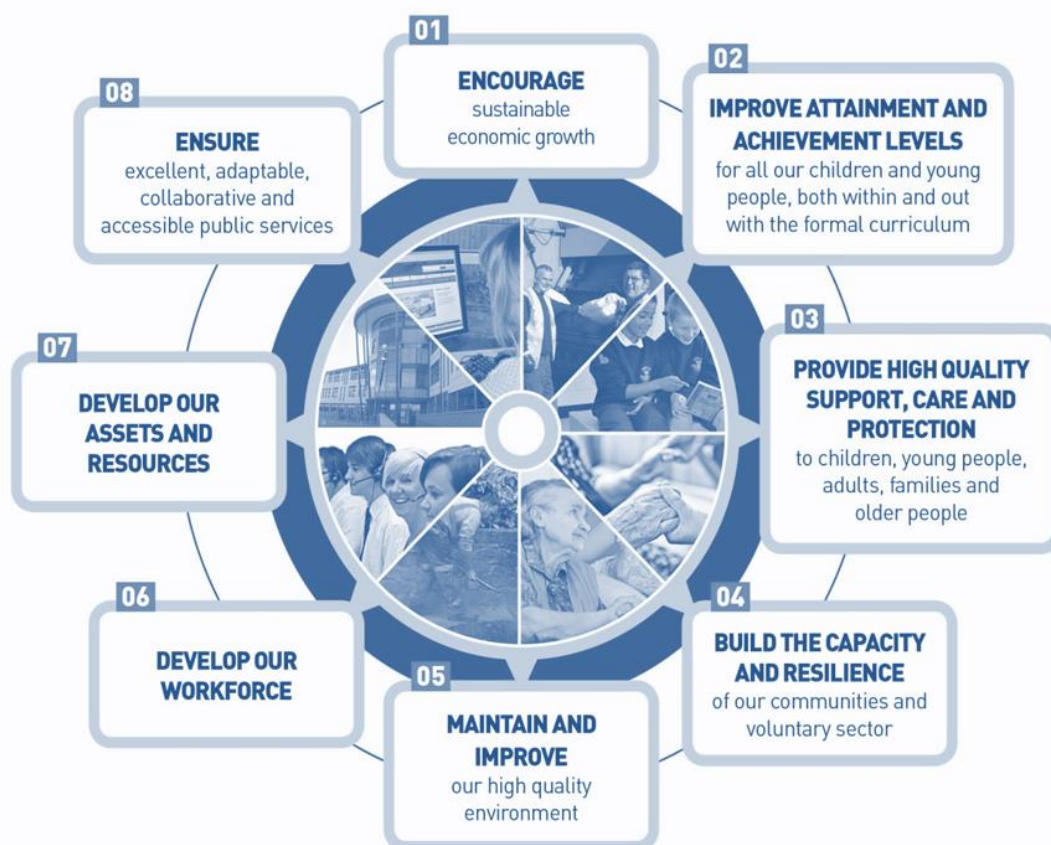 01
ENCOURAGE
sustainable
economic growth
02
IMPROVE ATTAINMENT AND
ACHIEVEMENT LEVELS
for all our children and young
people, both within and out
with the formal curriculum
03
PROVIDE HIGH QUALITY
SUPPORT, CARE AND
PROTECTION
to children, young people,
adults, families and
older people
04
BUILD THE CAPACITY
AND RESILIENCE
of our communities and
voluntary sector
05
MAINTAIN AND
IMPROVE
our high quality
environment
06
DEVELOP OUR
WORKFORCE
07
DEVELOP OUR
ASSETS AND
RESOURCES
08
ENSURE
excellent, adaptable,
collaborative and
accessible public services